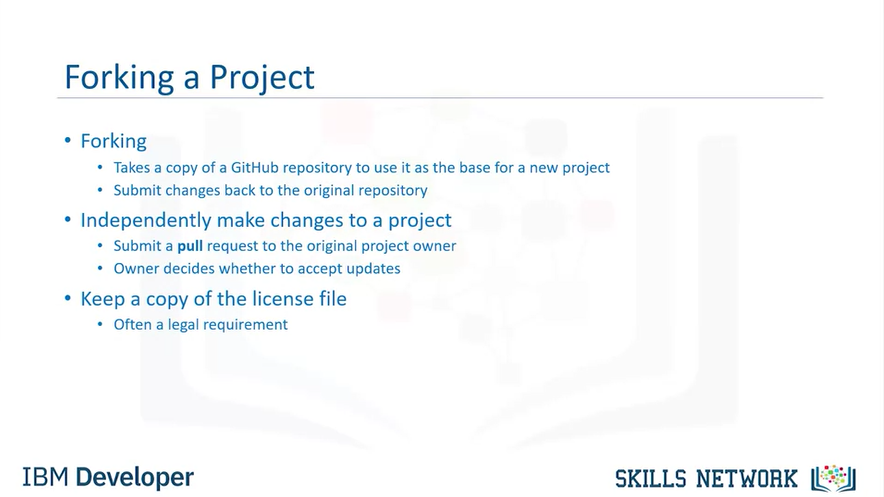 Forking a Project
• Forking
• Takes a copy of a GitHub repository to use it as the base for a new project
• Submit changes back to the original repository
• Independently make changes to a project
• Submit a pull request to the original project owner
• Owner decides whether to accept updates
• Keep a copy of the license file
• Often a legal requirement
IBM Developer
SKILLS NETWORK